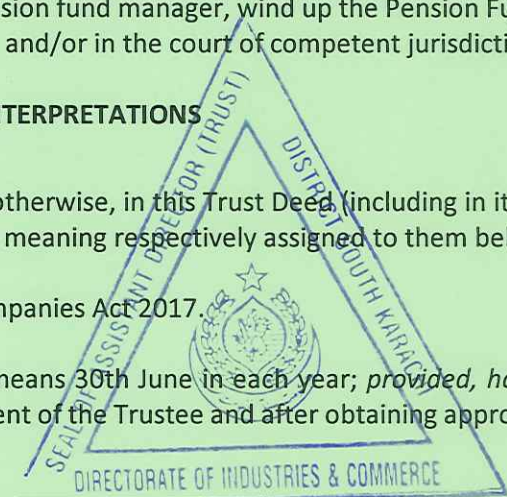 sion fund manager, wind up the Pension Fu
and/or in the court of competent jurisdicti
TERPRETATIONS
otherwise, in this Trust Deed (including in it
meaning respectively assigned to them bel
mpanies Act 2017.
means 30th June in each year; provided, ho
ent of the Trustee and after obtaining appro
SEAL OF ASSISTANT DIRECTOR (TRUST)
DISTRICT SOUTH KARACHI
DIRECTORATE OF INDUSTRIES & COMMERCE